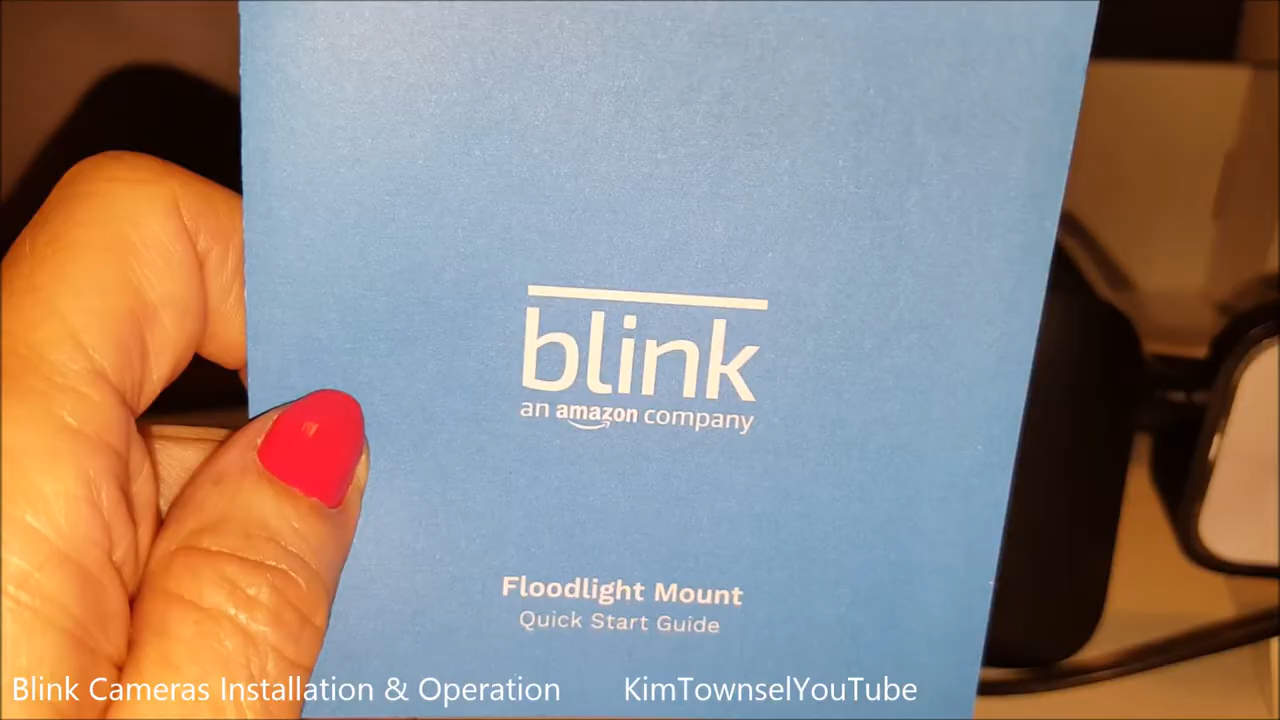 blink
an amazon company
Floodlight Mount
Quick Start Guide
Blink Cameras Installation & Operation KimTownselYouTube